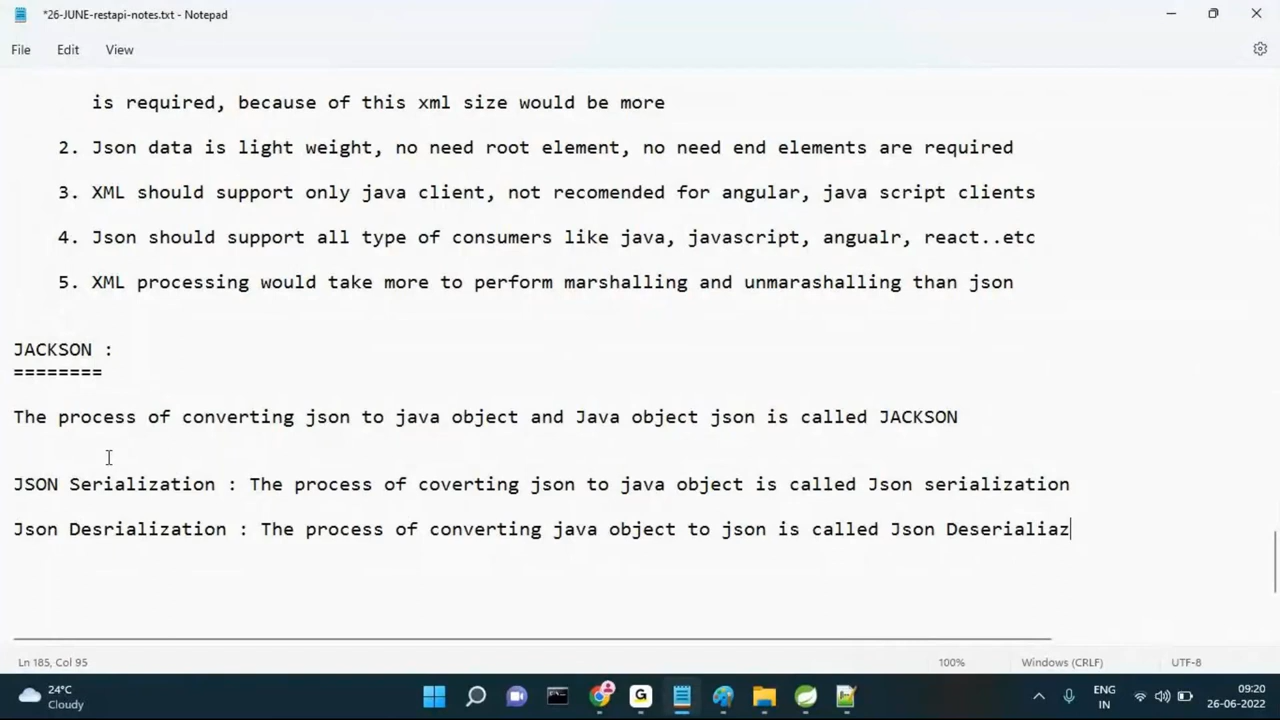 *26-JUNE-restapi-notes.txt - Notepad
File Edit View
is required, because of this xml size would be more
2. Json data is light weight, no need root element, no need end elements are required
3. XML should support only java client, not recomended for angular, java script clients
4. Json should support all type of consumers like java, javascript, angualr, react..etc
5. XML processing would take more to perform marshalling and unmarashalling than json
JACKSON :
========
The process of converting json to java object and Java object json is called JACKSON
JSON Serialization : The process of coverting json to java object is called Json serialization
Json Desrialization : The process of converting java object to json is called Json Deserialiaz
Ln 185, Col 95 100% Windows (CRLF) UTF-8
24°C
Cloudy
G
ENG
IN
09:20
26-06-2022